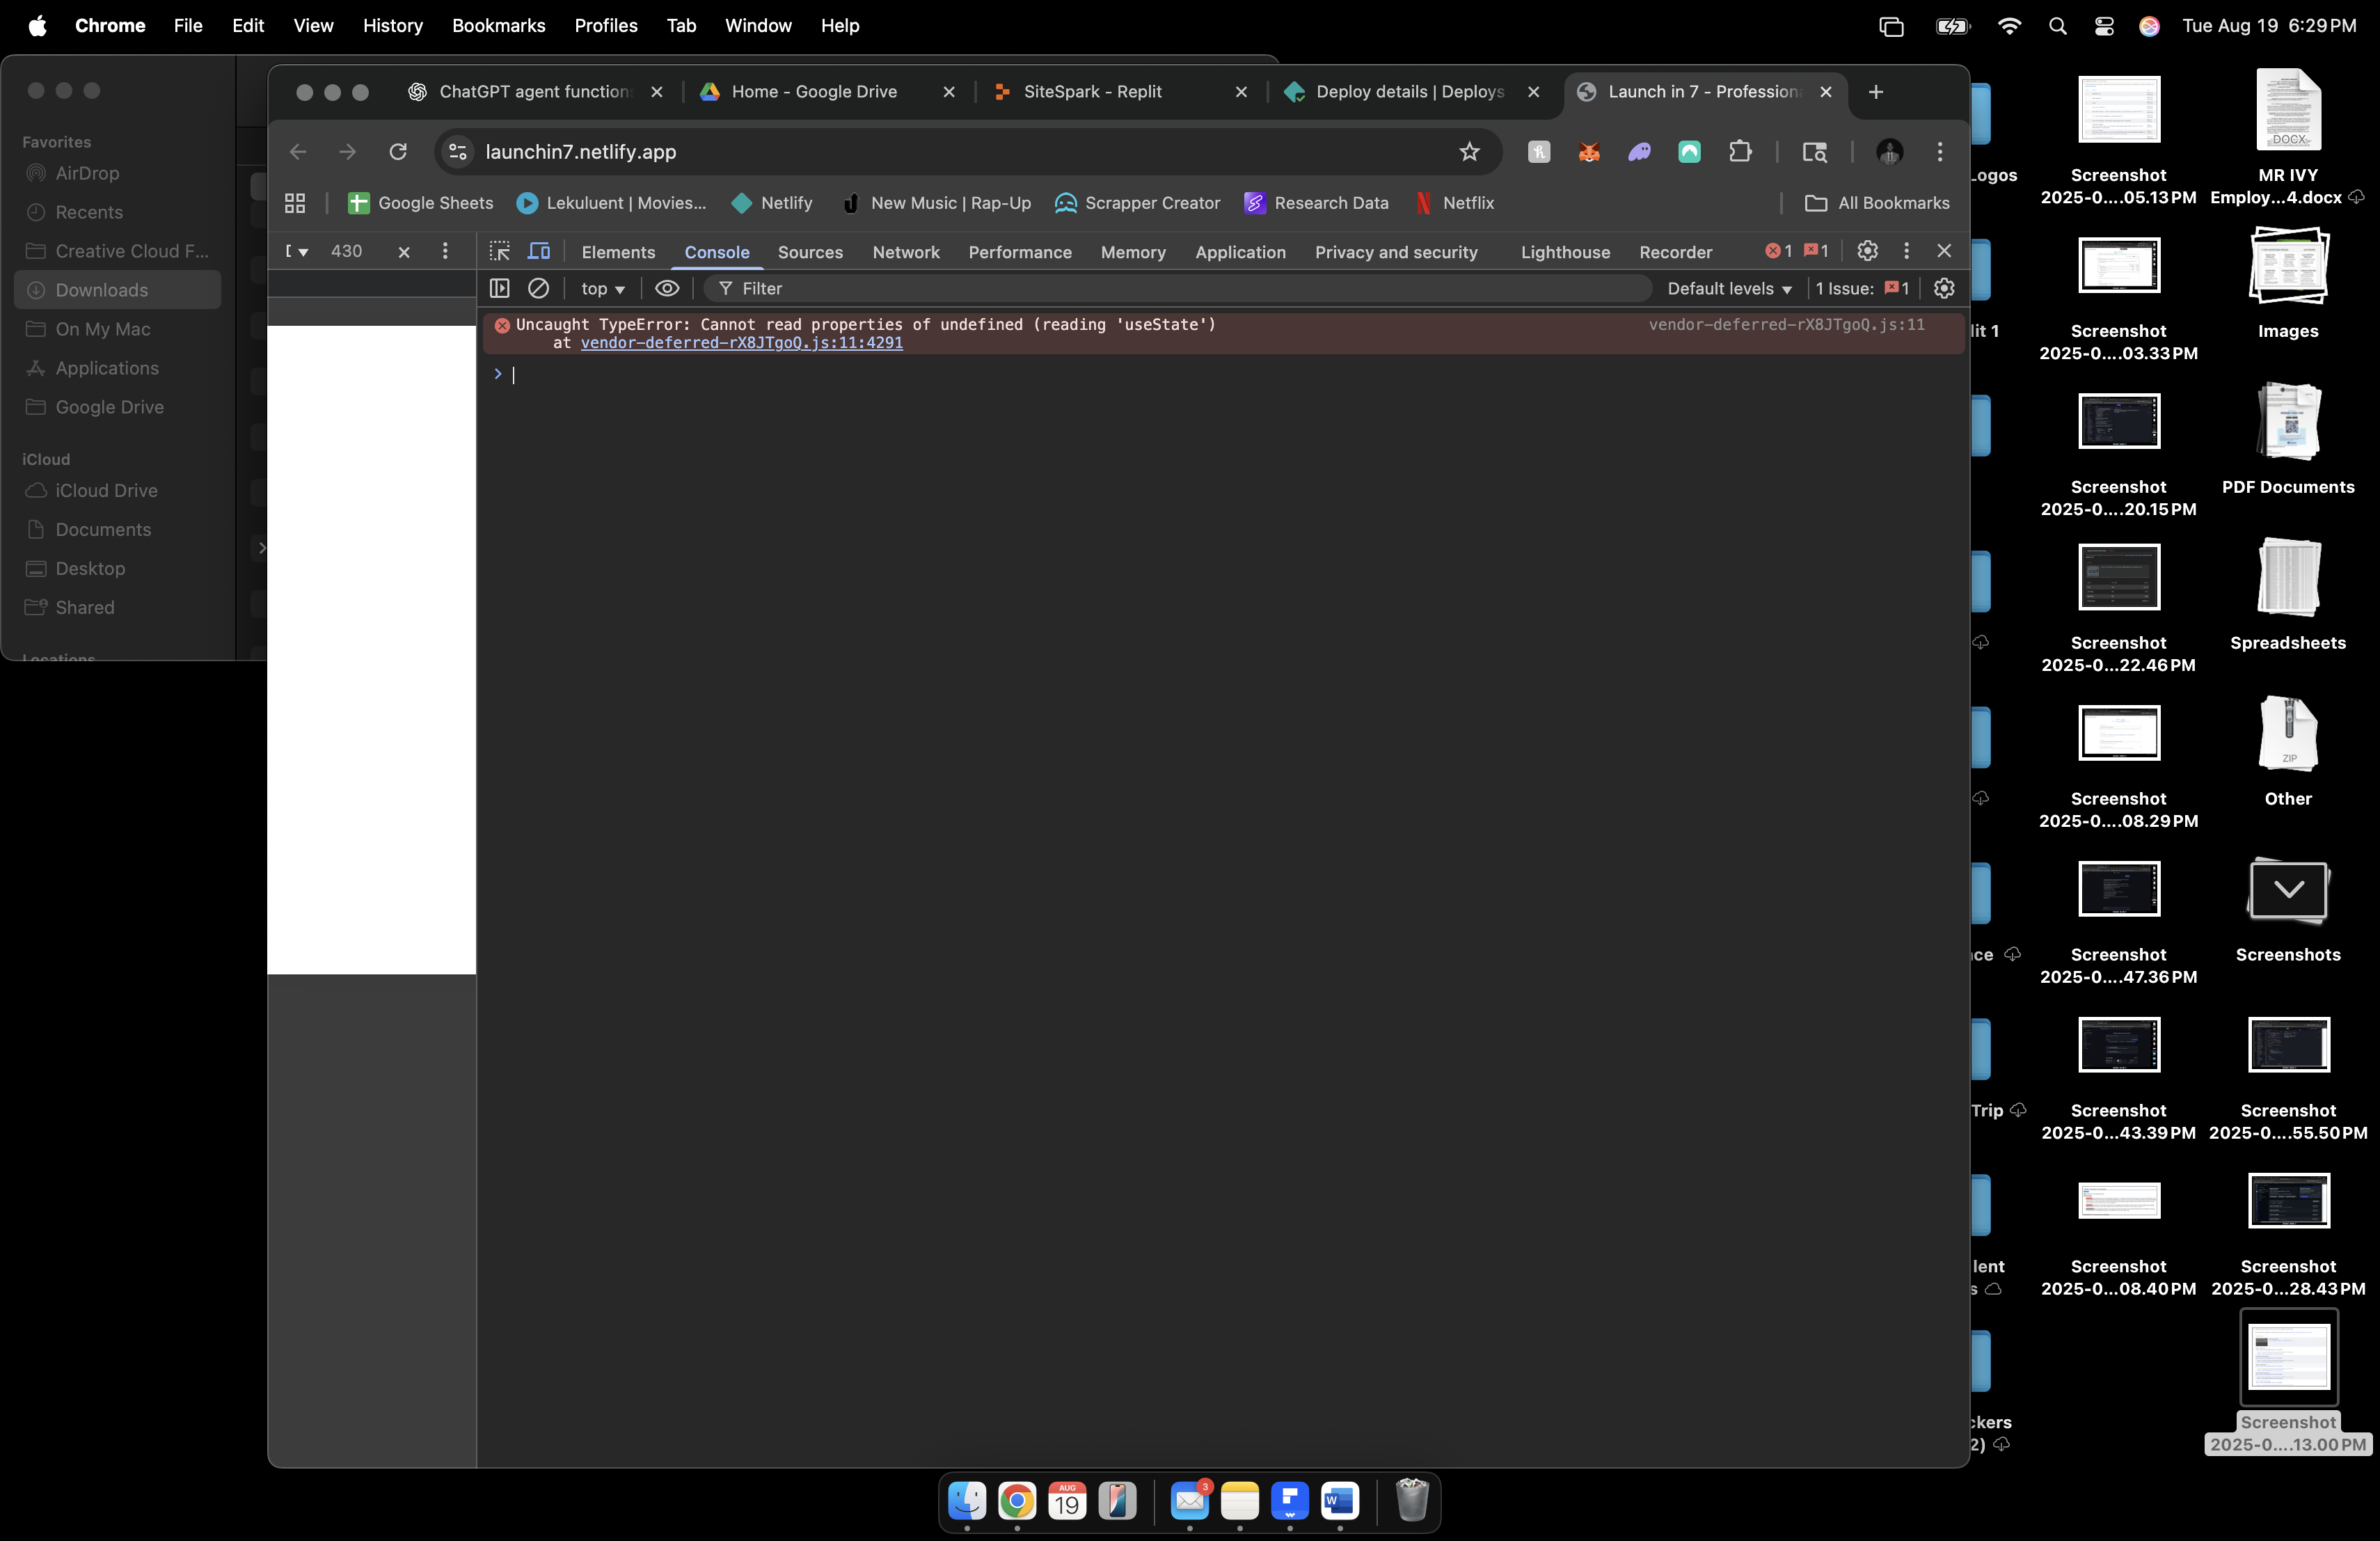 Chrome File Edit View History Bookmarks Profiles Tab Window Help
Tue Aug 19 6:29 PM
Favorites
AirDrop
Recents
Creative Cloud F...
Downloads
On My Mac
Applications
Google Drive
iCloud
iCloud Drive
Documents
Desktop
Shared
Locations
ChatGPT agent function
Home - Google Drive
SiteSpark - Replit
Deploy details | Deploys
Launch in 7 - Profession
launchin7.netlify.app
Google Sheets
Lekuluent | Movies...
Netlify
New Music | Rap-Up
Scrapper Creator
Research Data
Netflix
All Bookmarks
430
Elements Console Sources Network Performance Memory Application Privacy and security Lighthouse Recorder
1 1
top
Filter
Default levels
1 Issue: 1
Uncaught TypeError: Cannot read properties of undefined (reading 'useState')
vendor-deferred-rX8JTgoQ.js:11
at vendor-deferred-rX8JTgoQ.js:11:4291
Logos
lit 1
Trip
lent
s
ckers
2)
Screenshot
2025-0....05.13 PM
Screenshot
2025-0....03.33 PM
Screenshot
2025-0....20.15 PM
Screenshot
2025-0...22.46 PM
Screenshot
2025-0....08.29 PM
Screenshot
2025-0....47.36 PM
Screenshot
2025-0...43.39 PM
Screenshot
2025-0...08.40 PM
DOCX
MR IVY
Employ...4.docx
Images
PDF Documents
Spreadsheets
ZIP
Other
Screenshots
Screenshot
2025-0....55.50 PM
Screenshot
2025-0...28.43 PM
Screenshot
2025-0....13.00 PM
AUG
19
3
W